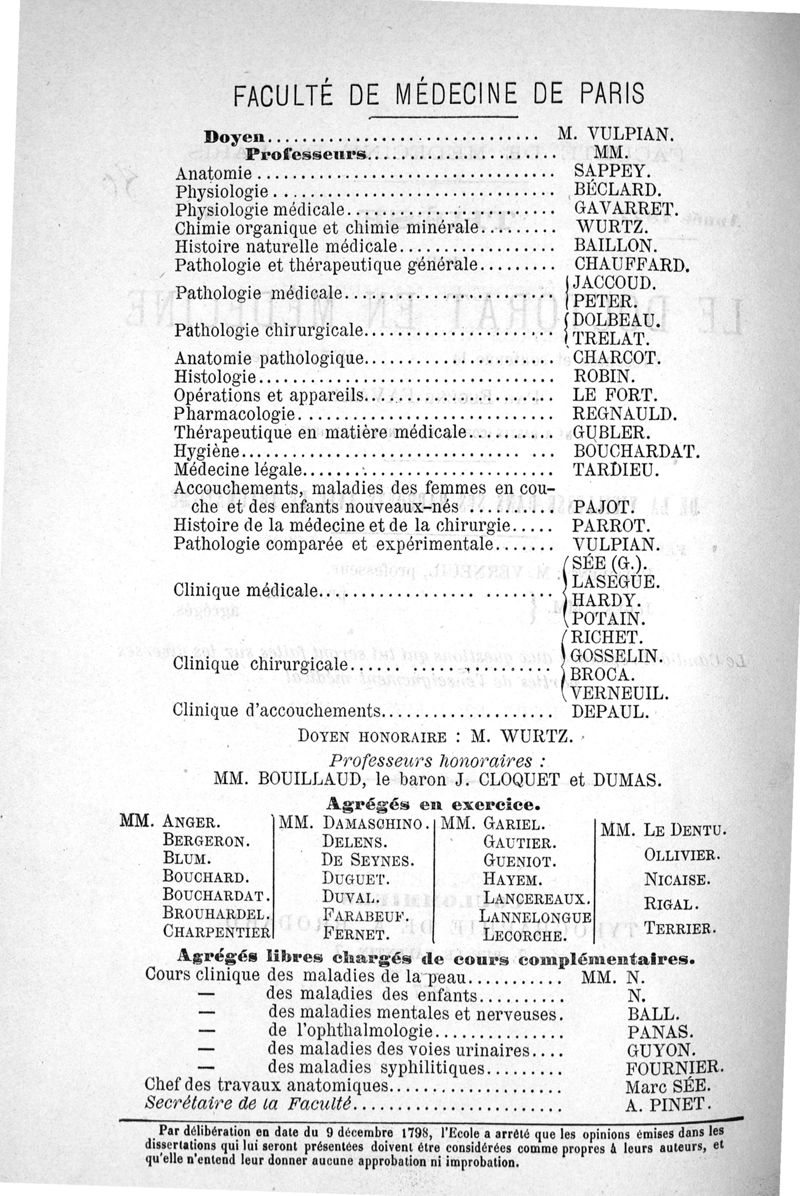 FACULTÉ DE MÉDECINE DE PARIS
Doyen............................... M. VULPIAN.
Professeurs...................... MM.
Anatomie.................................. SAPPEY.
Physiologie................................ BÉCLARD.
Physiologie médicale........................ GAVARRET.
Chimie organique et chimie minérale......... WURTZ.
Histoire naturelle médicale.................. BAILLON.
Pathologie et thérapeutique générale......... CHAUFFARD.
Pathologie médicale........................ { JACCOUD.
PETER.
Pathologie chirurgicale...................... { DOLBEAU.
TRELAT.
Anatomie pathologique...................... CHARCOT.
Histologie.................................. ROBIN.
Opérations et appareils...................... LE FORT.
Pharmacologie............................. REGNAULD.
Thérapeutique en matière médicale.......... GUBLER.
Hygiène................................ ... BOUCHARDAT.
Médecine légale............................. TARDIEU.
Accouchements, maladies des femmes en cou-
che et des enfants nouveaux-nés .......... PAJOT.
Histoire de la médecine et de la chirurgie..... PARROT.
Pathologie comparée et expérimentale....... VULPIAN.
Clinique médicale.................. ........ { SÉE (G.).
LASEGUE.
HARDY.
POTAIN.
Clinique chirurgicale...... ..... .......... { RICHET.
GOSSELIN.
BROCA.
VERNEUIL.
Clinique d'accouchements.................... DEPAUL.
DOYEN HONORAIRE : M. WURTZ.
Professeurs honoraires :
MM. BOUILLAUD, le baron J. CLOQUET et DUMAS.
Agrégés en exercice.
MM. ANGER.
BERGERON.
BLUM.
BOUCHARD.
BOUCHARDAT.
BROUHARDEL.
CHARPENTIER
MM. DAMASCHINO.
DELENS.
DE SEYNES.
DUGUET.
DUVAL.
FARABEUF.
FERNET.
MM. GARIEL.
GAUTIER.
GUENIOT.
HAYEM.
LANCEREAUX.
LANNELONGUE
LECORCHE.
MM. LE DENTU.
OLLIVIER.
NICAISE.
RIGAL.
TERRIER.
Agrégés libres chargés de cours complémentaires.
Cours clinique des maladies de la peau........... MM. N.
— des maladies des enfants.......... N.
— des maladies mentales et nerveuses. BALL.
— de l'ophthalmologie............... PANAS.
— des maladies des voies urinaires.... GUYON.
— des maladies syphilitiques......... FOURNIER.
Chef des travaux anatomiques.................... Marc SÉE.
Secrétaire de la Faculté........................ A. PINET.
Par délibération en date du 9 décembre 1798, l'Ecole a arrêté que les opinions émises dans les
dissertations qui lui seront présentées doivent être considérées comme propres à leurs auteurs, et
qu'elle n'entend leur donner aucune approbation ni improbation.